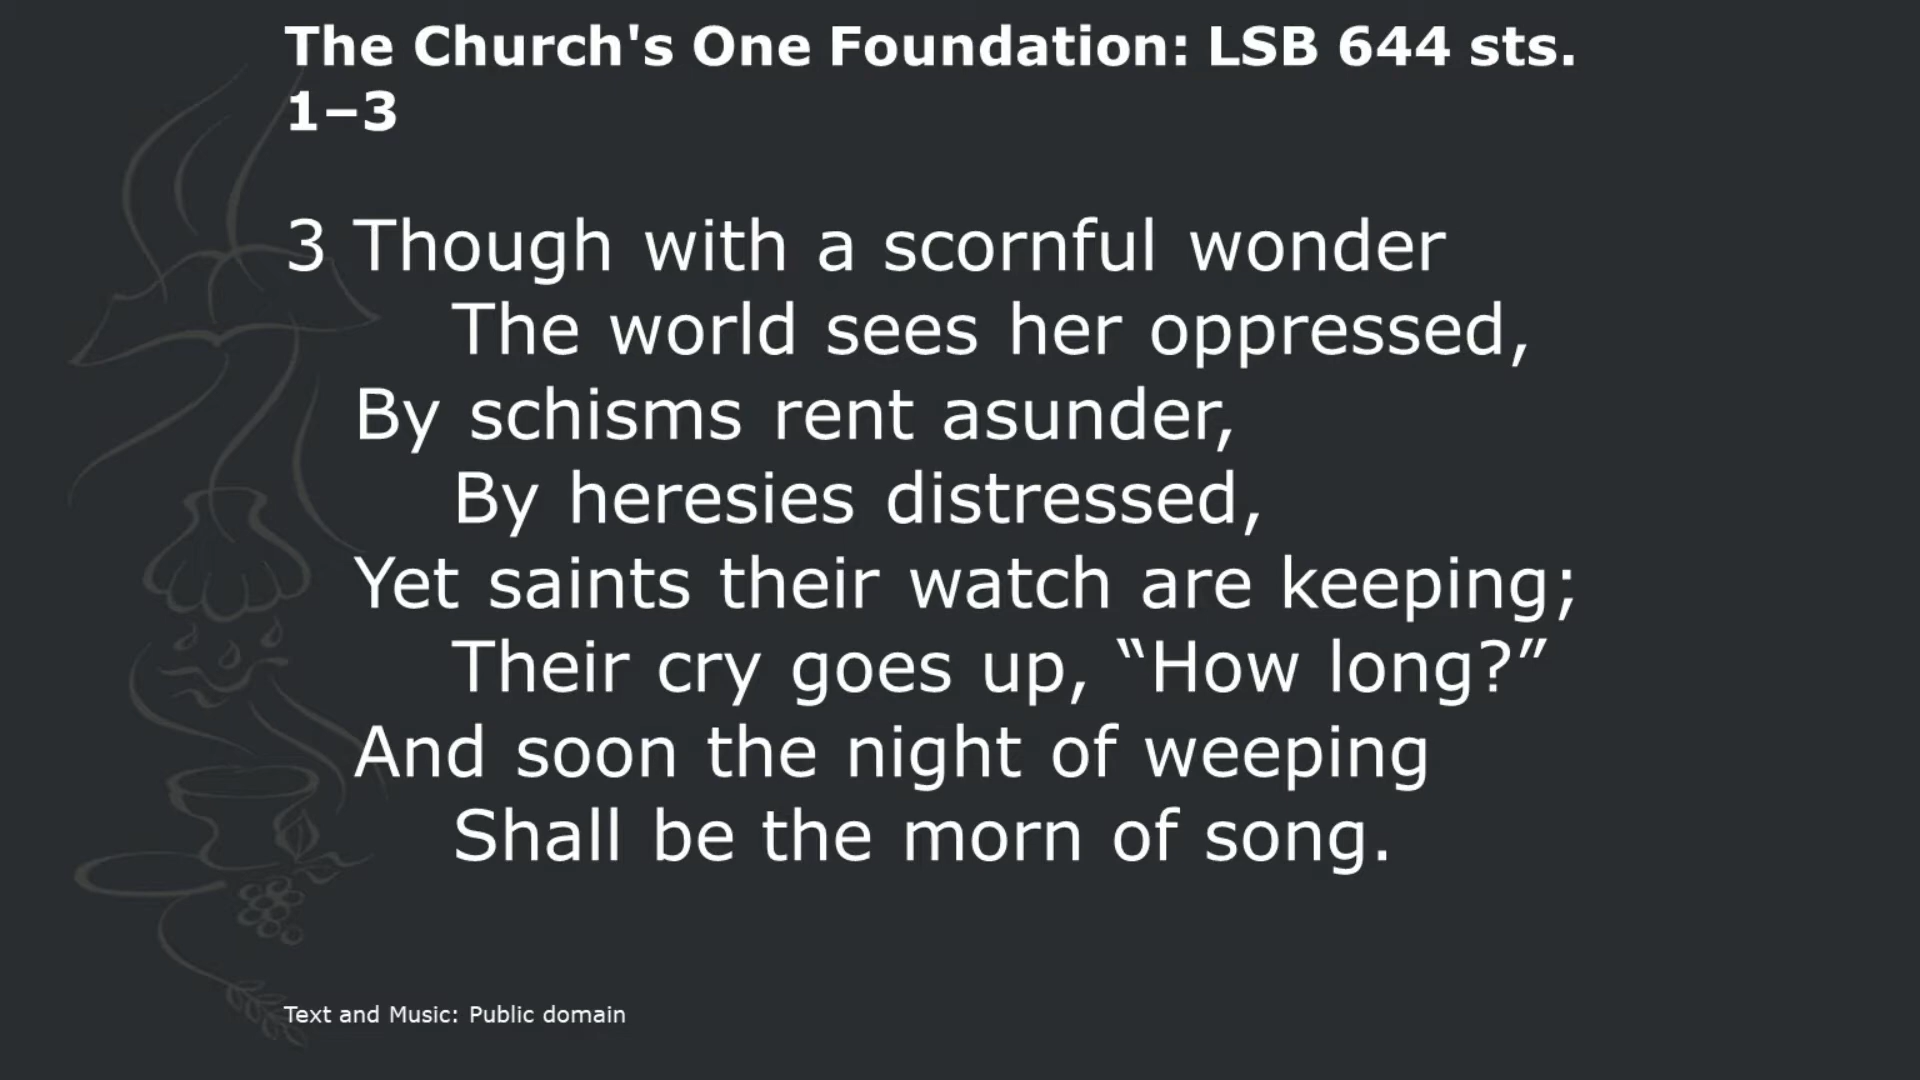 The Church's One Foundation: LSB 644 sts.
1–3
3 Though with a scornful wonder
The world sees her oppressed,
By schisms rent asunder,
By heresies distressed,
Yet saints their watch are keeping;
Their cry goes up, “How long?”
And soon the night of weeping
Shall be the morn of song.
Text and Music: Public domain